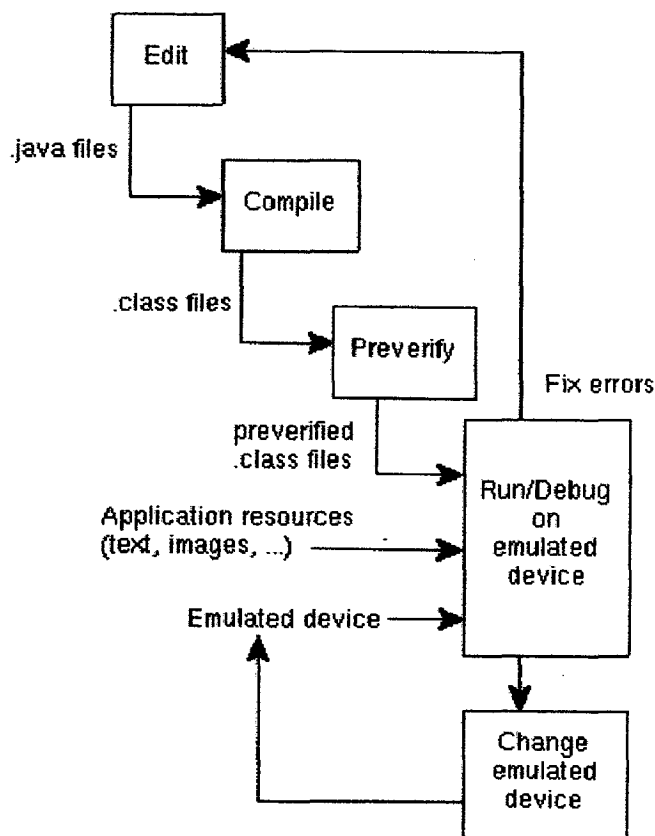 Edit
.java files
Compile
.class files
Preverify
Fix errors
preverified
.class files
Run/Debug
on
emulated
device
Application resources
(text, images, ...)
Emulated device
Change
emulated
device